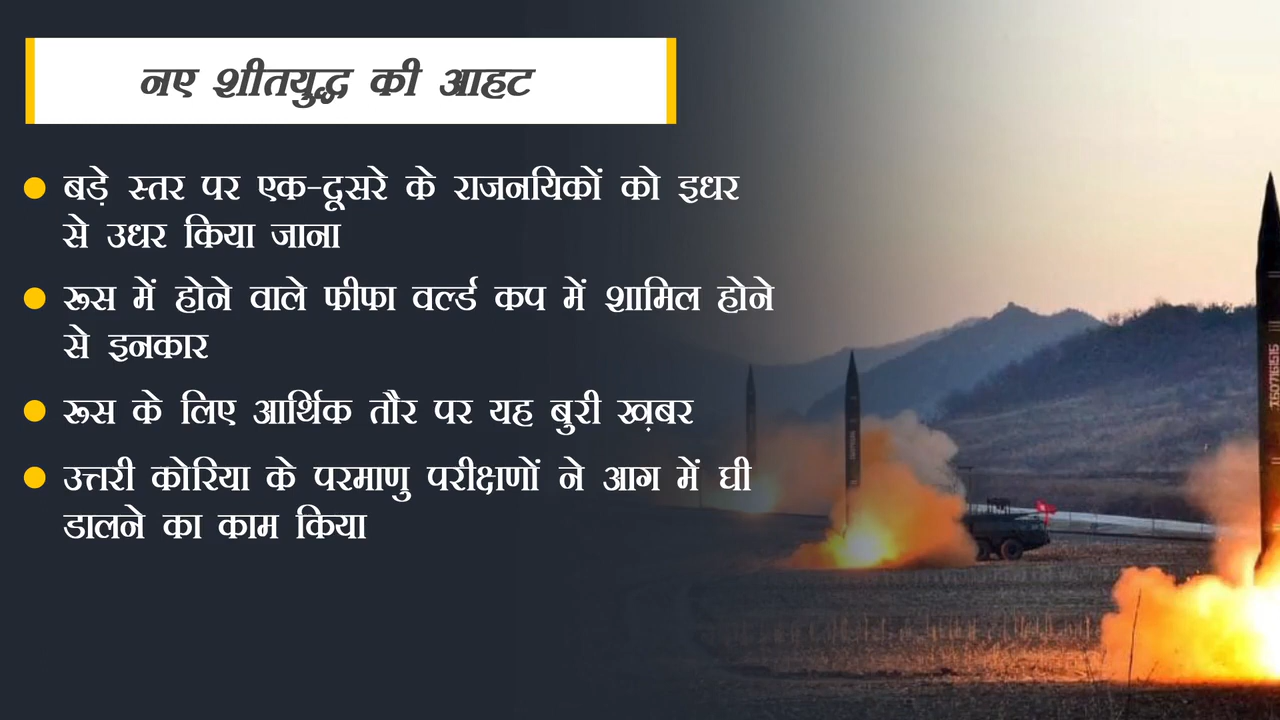 नए शीतयुद्ध की आहट
बड़े स्तर पर एक-दूसरे के राजनयिकों को इधर
से उधर किया जाना
रूस में होने वाले फीफा वर्ल्ड कप में शामिल होने
से इनकार
रूस के लिए आर्थिक तौर पर यह बुरी ख़बर
उत्तरी कोरिया के परमाणु परीक्षणों ने आग में घी
डालने का काम किया